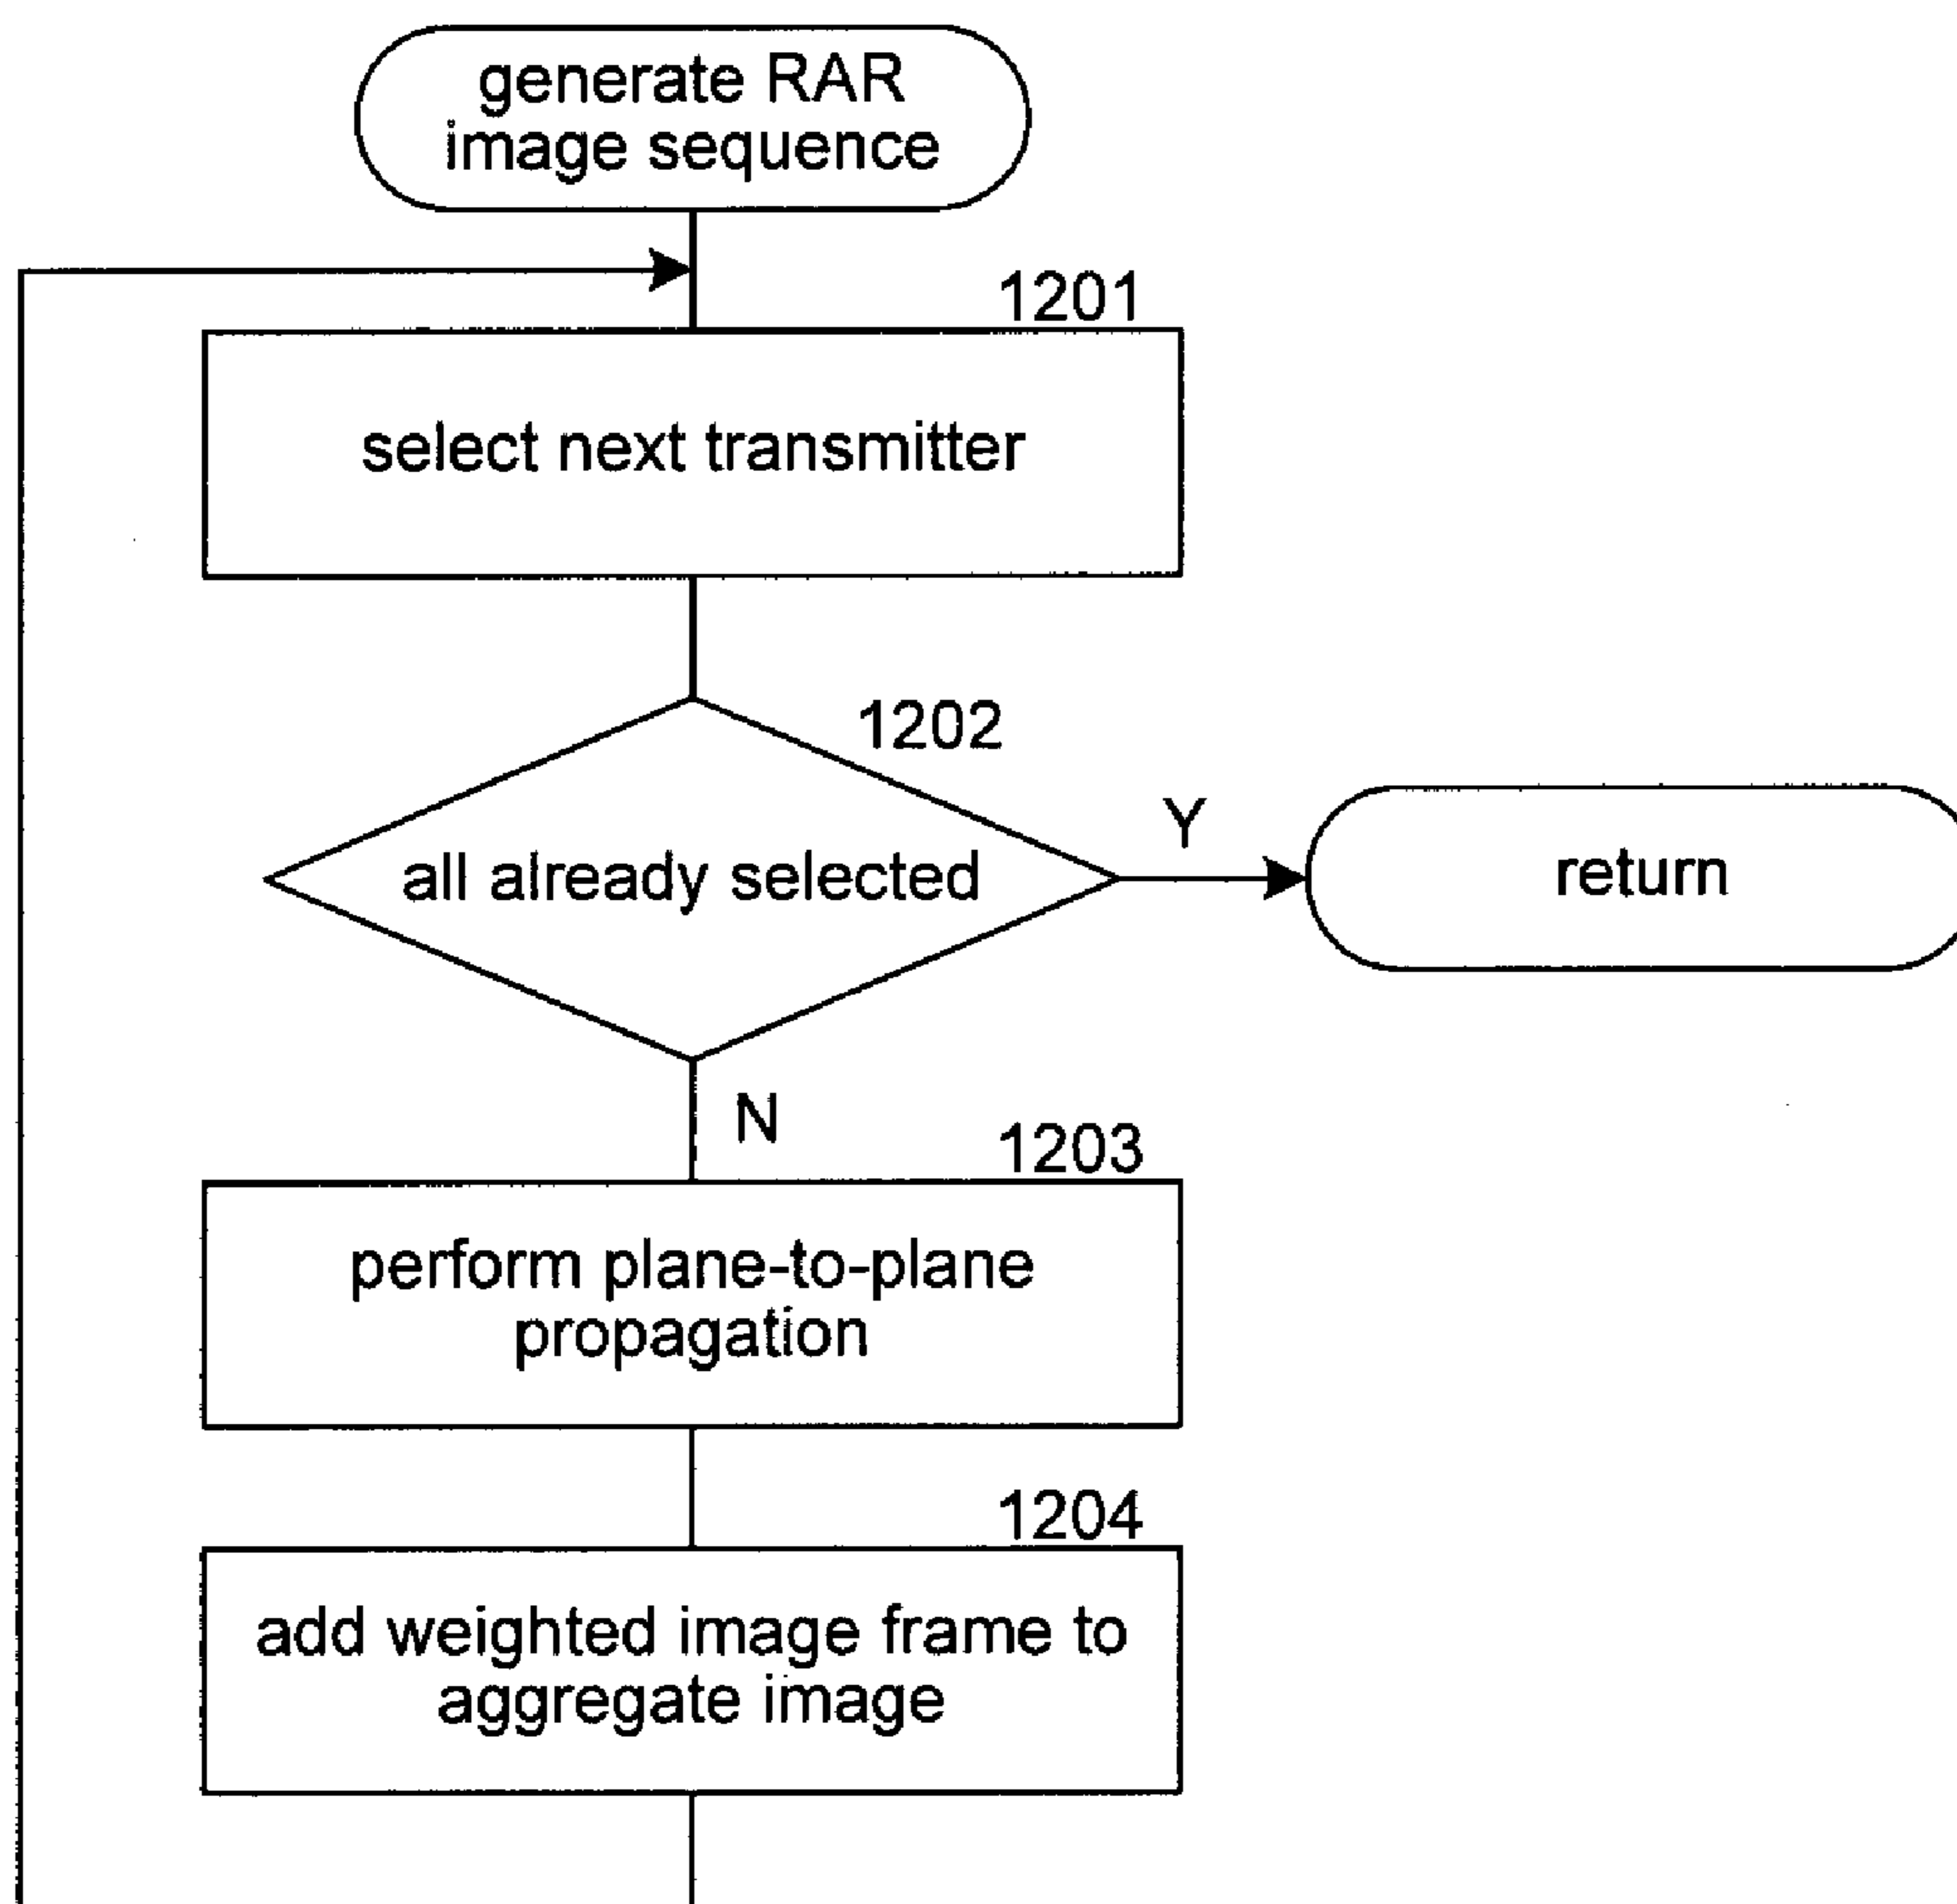 generate RAR
image sequence
1201
select next transmitter
1202
all already selected
Y
return
N
1203
perform plane-to-plane
propagation
1204
add weighted image frame to
aggregate image